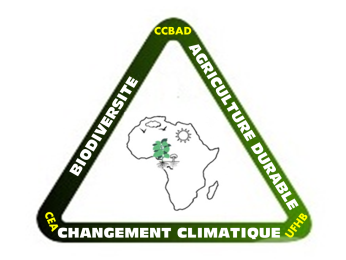 CCBAD
BIODIVERSITE
AGRICULTURE DURABLE
CEA
CHANGEMENT CLIMATIQUE
UFHB